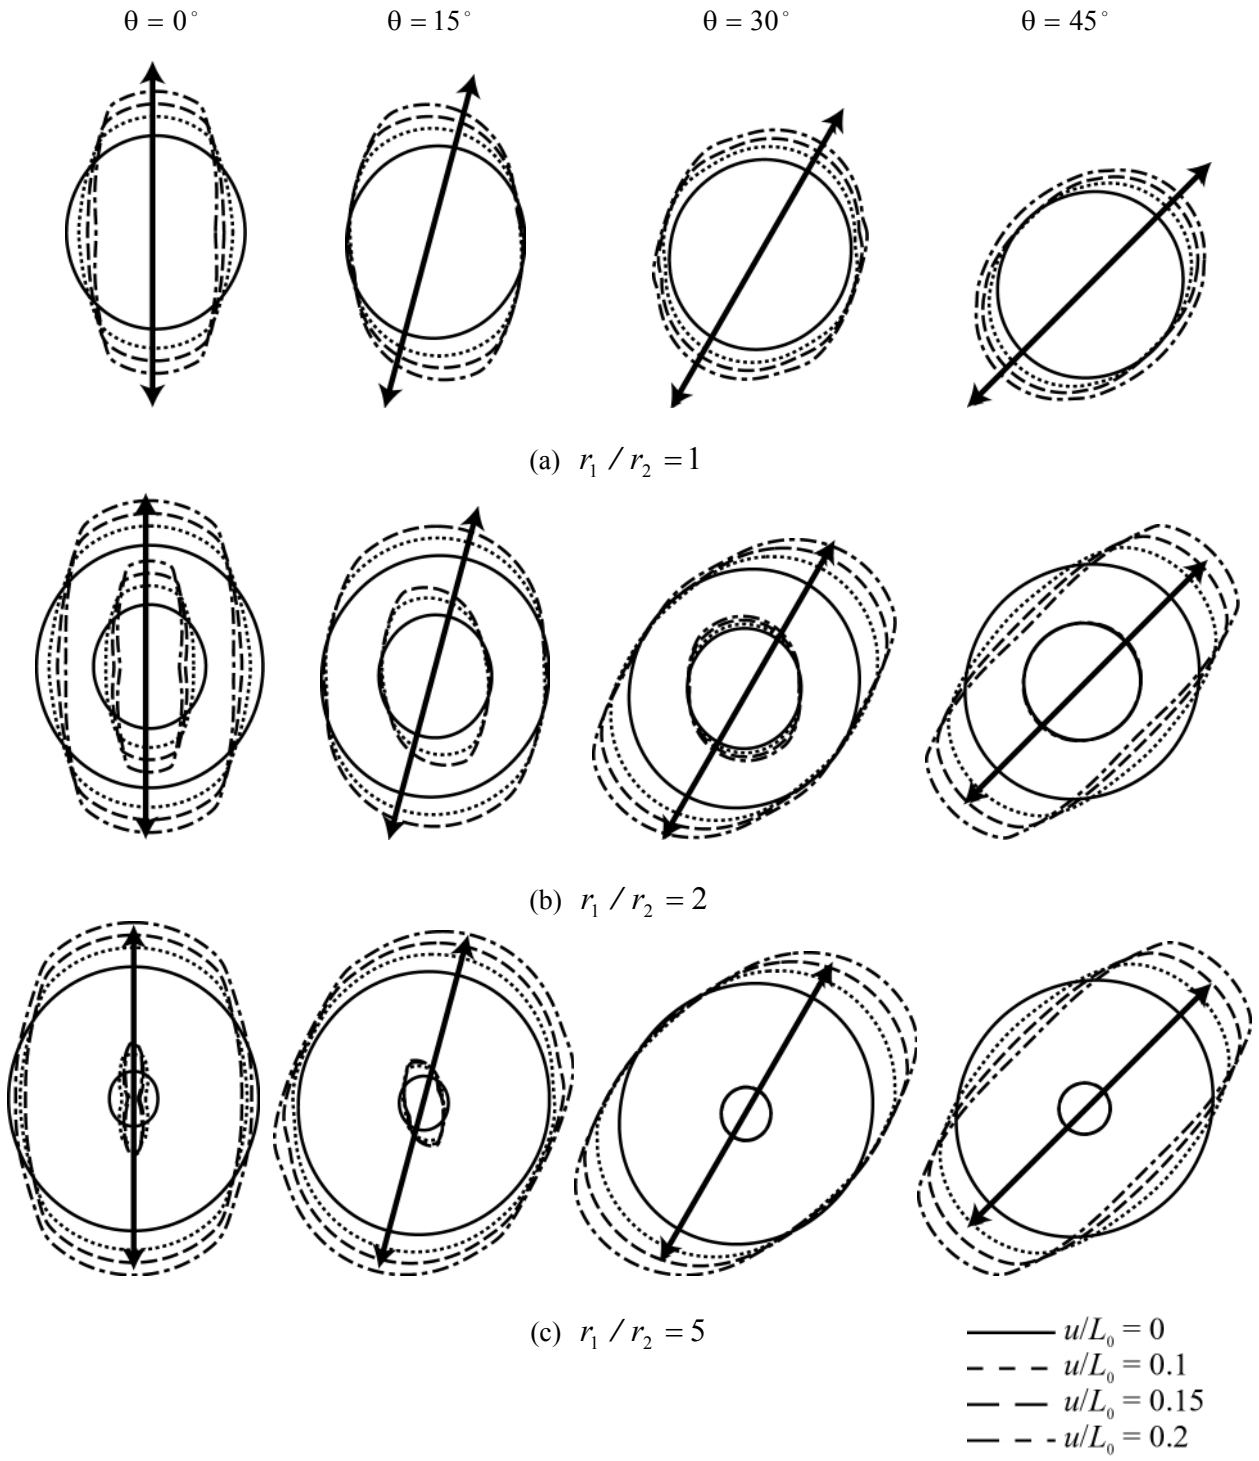 θ = 0° θ = 15° θ = 30° θ = 45°
(a) r₁ / r₂ = 1
(b) r₁ / r₂ = 2
(c) r₁ / r₂ = 5
u/L₀ = 0
u/L₀ = 0.1
u/L₀ = 0.15
u/L₀ = 0.2